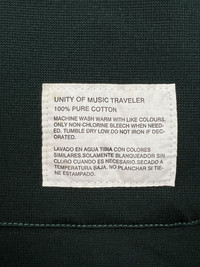 UNITY OF MUSIC TRAVELER
100% PURE COTTON
MACHINE WASH WARM WITH LIKE COLOURS.
ONLY NON-CHLORINE BLEECH WHEN NEED-
ED. TUMBLE DRY LOW.DO NOT IRON IF DEC-
ORATED.
LAVADO EN AGUA TIBIA CON COLORES
SIMILARES.SOLAMENTE BLANQUEADOR SIN
CLURO CUANDO ES NECESARIO.SECADO A
TEMPERATURA BAJA. NO PLANCHAR SI TIE-
NE ESTAMPADO.